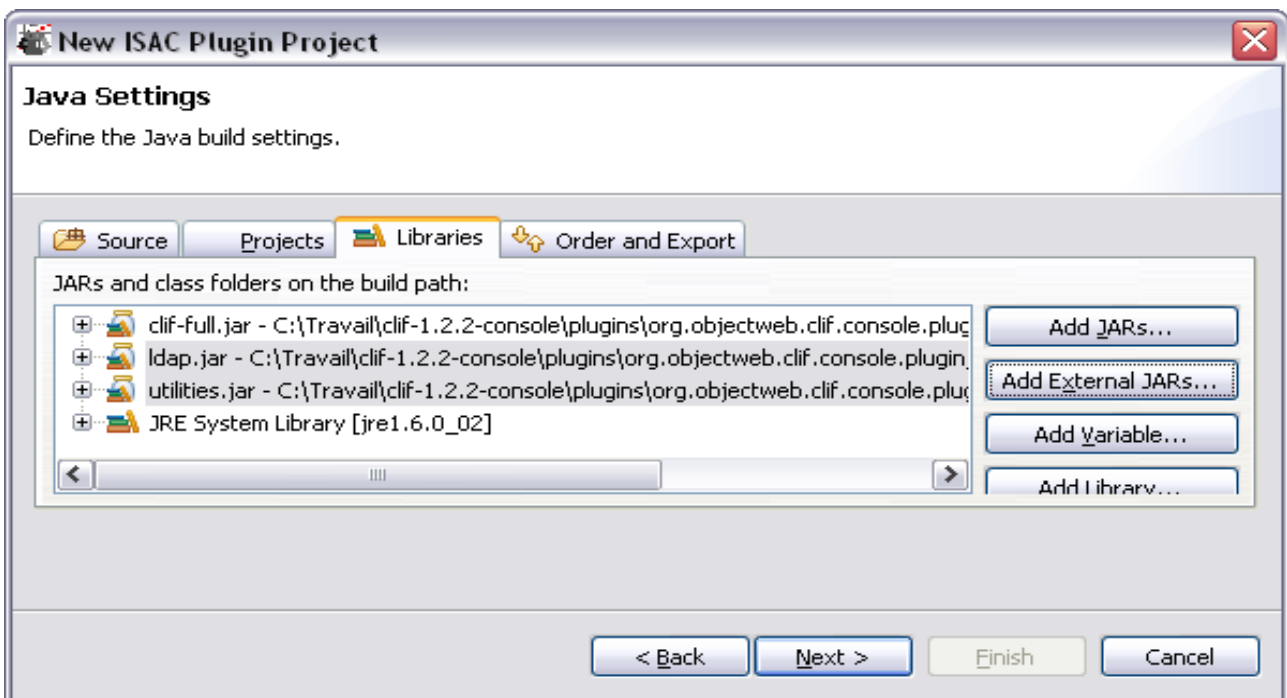 New ISAC Plugin Project
Java Settings
Define the Java build settings.
Source Projects Libraries Order and Export
JARs and class folders on the build path:
clif-full.jar - C:\Travail\clif-1.2.2-console\plugins\org.objectweb.clif.console.plug
ldap.jar - C:\Travail\clif-1.2.2-console\plugins\org.objectweb.clif.console.plugin_
utilities.jar - C:\Travail\clif-1.2.2-console\plugins\org.objectweb.clif.console.plug
JRE System Library [jre1.6.0_02]
Add JARs...
Add External JARs...
Add Variable...
Add Library...
< Back Next > Finish Cancel